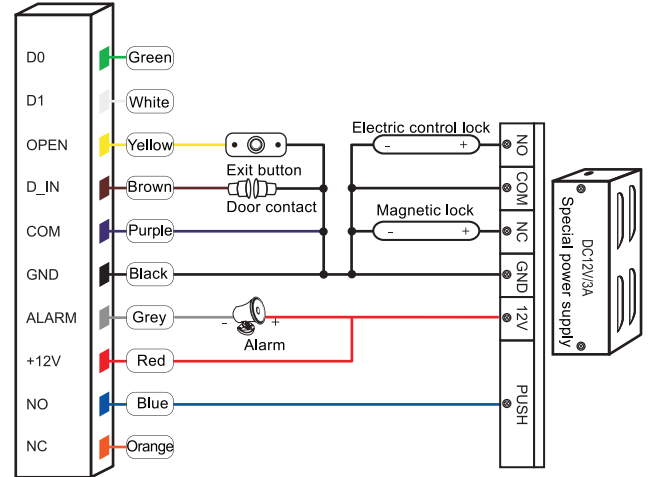 D0
Green
D1
White
OPEN
Yellow
Exit button
D_IN
Brown
Door contact
COM
Purple
GND
Black
ALARM
Grey
-
+
Alarm
+12V
Red
NO
Blue
NC
Orange
Electric control lock
-
+
Magnetic lock
-
+
NO
COM
NC
GND
12V
PUSH
DC12V/3A
Special power supply